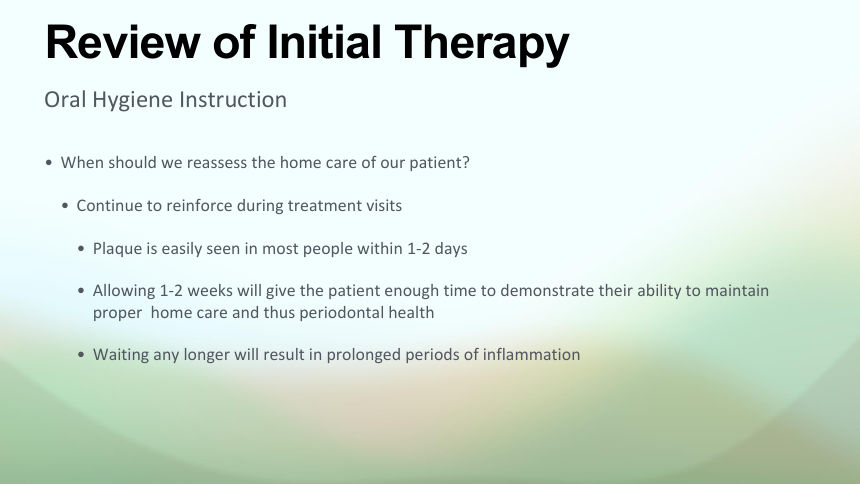 Review of Initial Therapy
Oral Hygiene Instruction
• When should we reassess the home care of our patient?
• Continue to reinforce during treatment visits
• Plaque is easily seen in most people within 1-2 days
• Allowing 1-2 weeks will give the patient enough time to demonstrate their ability to maintain
proper  home care and thus periodontal health
• Waiting any longer will result in prolonged periods of inflammation